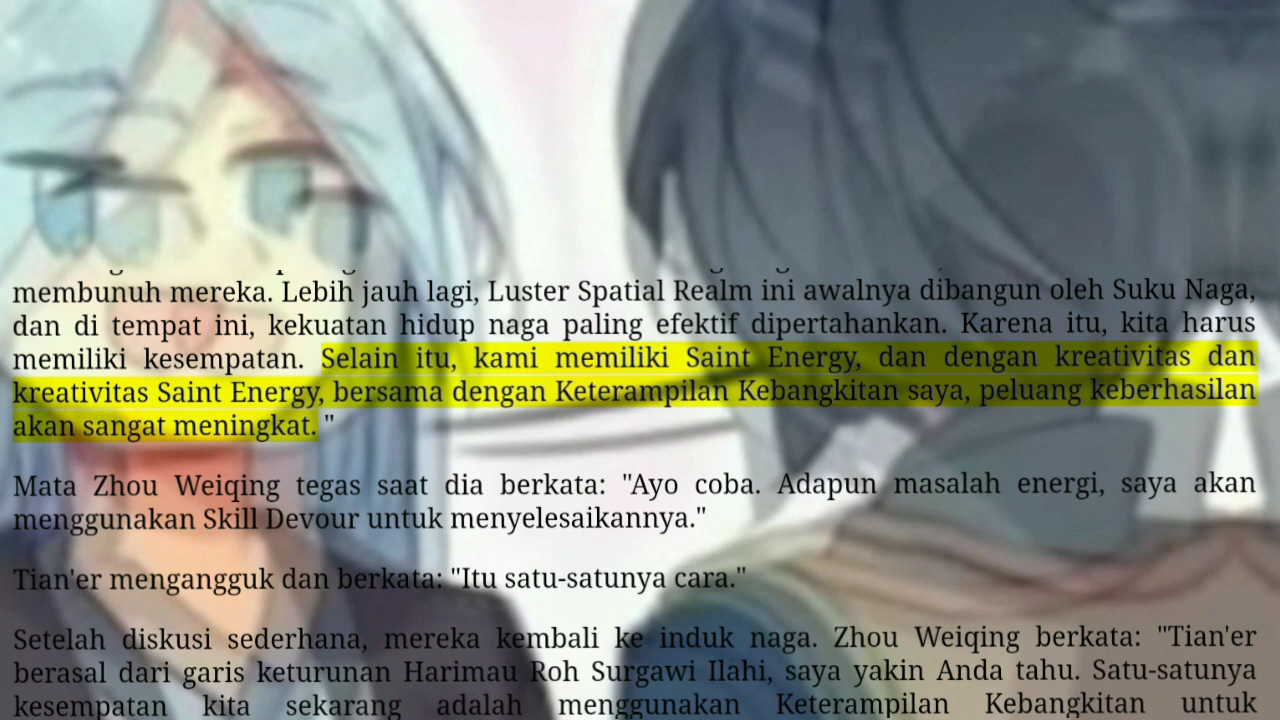 membunuh mereka. Lebih jauh lagi, Luster Spatial Realm ini awalnya dibangun oleh Suku Naga,
dan di tempat ini, kekuatan hidup naga paling efektif dipertahankan. Karena itu, kita harus
memiliki kesempatan. Selain itu, kami memiliki Saint Energy, dan dengan kreativitas dan
kreativitas Saint Energy, bersama dengan Keterampilan Kebangkitan saya, peluang keberhasilan
akan sangat meningkat. "
Mata Zhou Weiqing tegas saat dia berkata: "Ayo coba. Adapun masalah energi, saya akan
menggunakan Skill Devour untuk menyelesaikannya."
Tian'er mengangguk dan berkata: "Itu satu-satunya cara."
Setelah diskusi sederhana, mereka kembali ke induk naga. Zhou Weiqing berkata: "Tian'er
berasal dari garis keturunan Harimau Roh Surgawi Ilahi, saya yakin Anda tahu. Satu-satunya
kesempatan kita sekarang adalah menggunakan Keterampilan Kebangkitan untuk